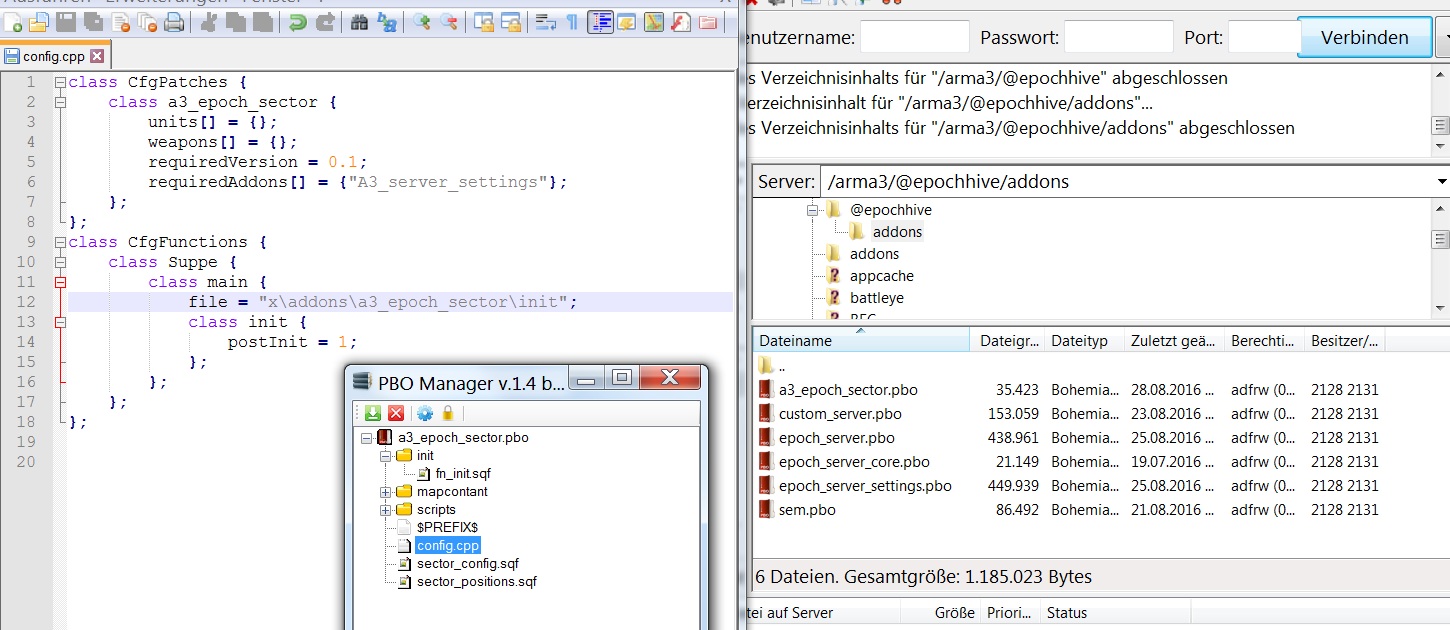 Ausführen Erweiterungen Fenster ?
config.cpp
1 class CfgPatches {
2 class a3_epoch_sector {
3 units[] = {};
4 weapons[] = {};
5 requiredVersion = 0.1;
6 requiredAddons[] = {"A3_server_settings"};
7 };
8 };
9 class CfgFunctions {
10 class Suppe {
11 class main {
12 file = "x\addons\a3_epoch_sector\init";
13 class init {
14 postInit = 1;
15 };
16 };
17 };
18 };
19
20
PBO Manager v.1.4 b...
a3_epoch_sector.pbo
init
fn_init.sqf
mapcontant
scripts
$PREFIX$
config.cpp
sector_config.sqf
sector_positions.sqf
enutzername: Passwort: Port: Verbinden
s Verzeichnisinhalts für "/arma3/@epochhive" abgeschlossen
erzeichnisinhalt für "/arma3/@epochhive/addons"...
s Verzeichnisinhalts für "/arma3/@epochhive/addons" abgeschlossen
Server: /arma3/@epochhive/addons
@epochhive
addons
addons
appcache
battleye
Dateiname Dateigr... Dateityp Zuletzt geä... Berechti... Besitzer/...
..
a3_epoch_sector.pbo 35.423 Bohemia... 28.08.2016 ... adfrw (0... 2128 2131
custom_server.pbo 153.059 Bohemia... 23.08.2016 ... adfrw (0... 2128 2131
epoch_server.pbo 438.961 Bohemia... 25.08.2016 ... adfrw (0... 2128 2131
epoch_server_core.pbo 21.149 Bohemia... 19.07.2016 ... adfrw (0... 2128 2131
epoch_server_settings.pbo 449.939 Bohemia... 25.08.2016 ... adfrw (0... 2128 2131
sem.pbo 86.492 Bohemia... 21.08.2016 ... adfrw (0... 2128 2131
6 Dateien. Gesamtgröße: 1.185.023 Bytes
tei auf Server Größe Priori... Status